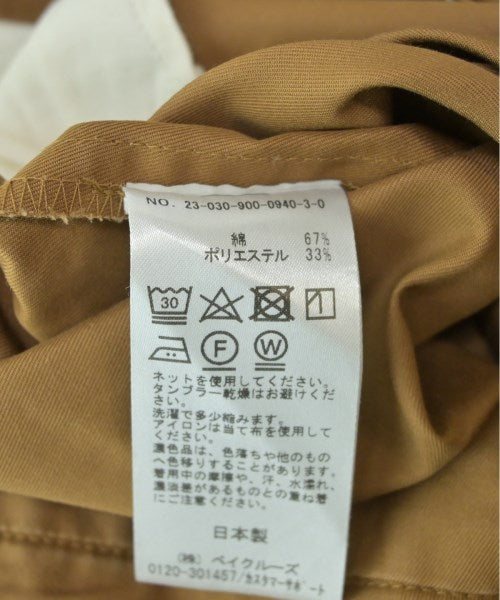 NO. 23-030-900-0940-3-0
綿 67%
ポリエステル 33%
30
F W
ネットを使用してください。
タンブラー乾燥はお避けくだ
さい。
洗濯で多少縮みます。
アイロンは当て布を使用して
ください。
濃色品は、色落ちや他のもの
へ色移りすることがあります。
着用中の摩擦や、汗、水濡れ、
濃淡差があるものとの重ね着
にご注意ください。
日本製
(株) ベイクルーズ
0120-301457/カスタマーサポート